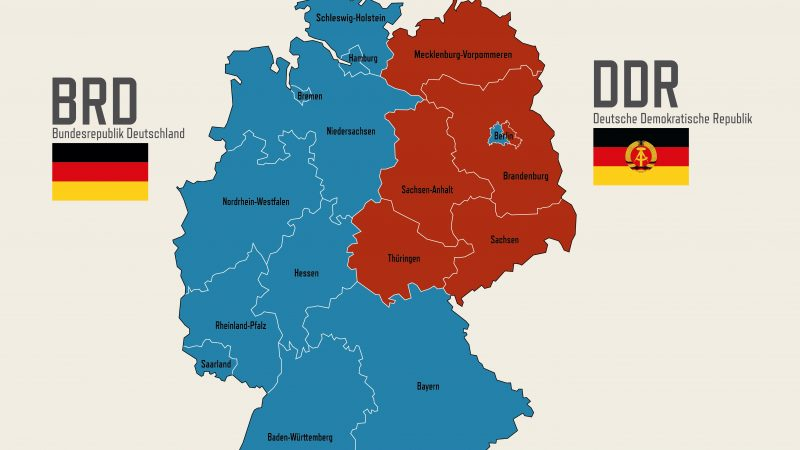 Schleswig-Holstein
Mecklenburg-Vorpommeren
Hamburg
BRD
Bundesrepublik Deutschland
DDR
Deutsche Demokratische Republik
Bremen
Niedersachsen
Berlin
Brandenburg
Sachsen-Anhalt
Nordrhein-Westfalen
Sachsen
Thüringen
Hessen
Rheinland-Pfalz
Saarland
Bayern
Baden-Württemberg